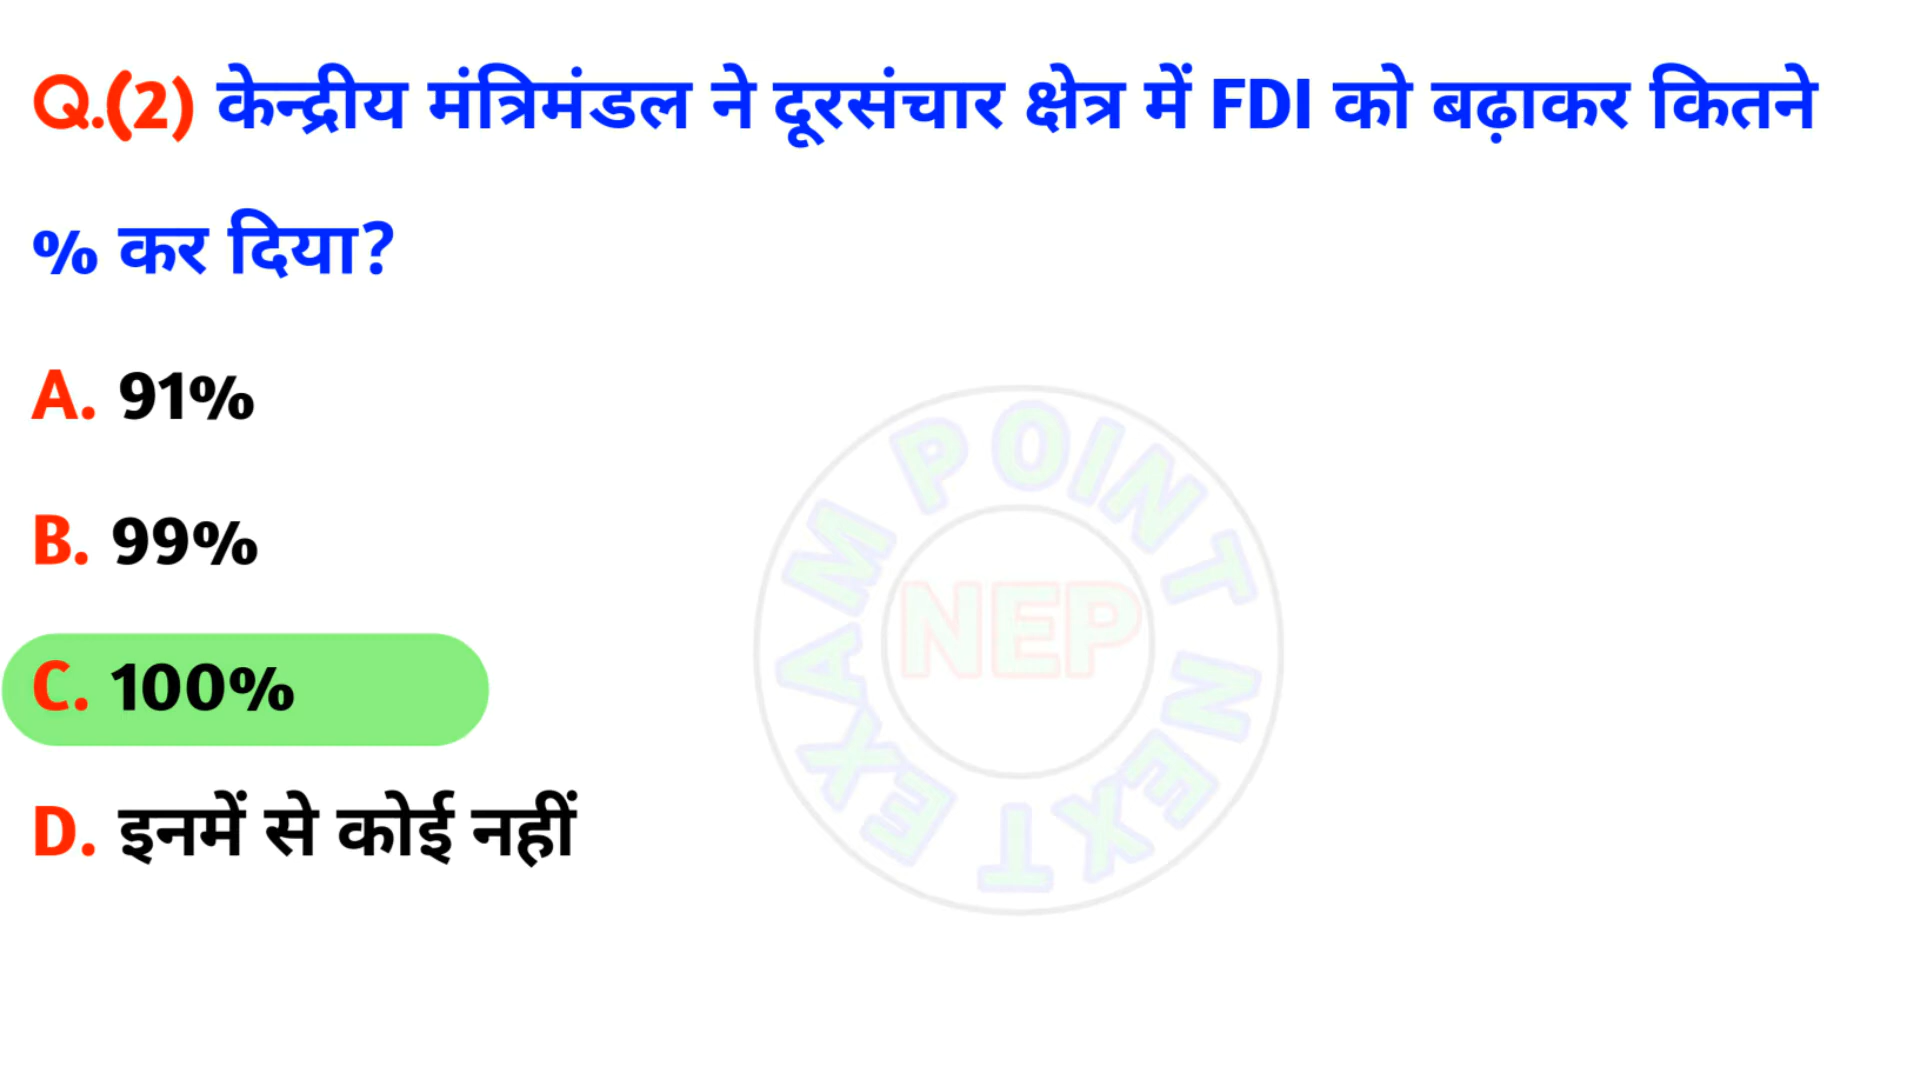 Q.(2) केन्द्रीय मंत्रिमंडल ने दूरसंचार क्षेत्र में FDI को बढ़ाकर कितने
% कर दिया?
A. 91%
B. 99%
C. 100%
D. इनमें से कोई नहीं
NEXT EXAM POINT
NEP